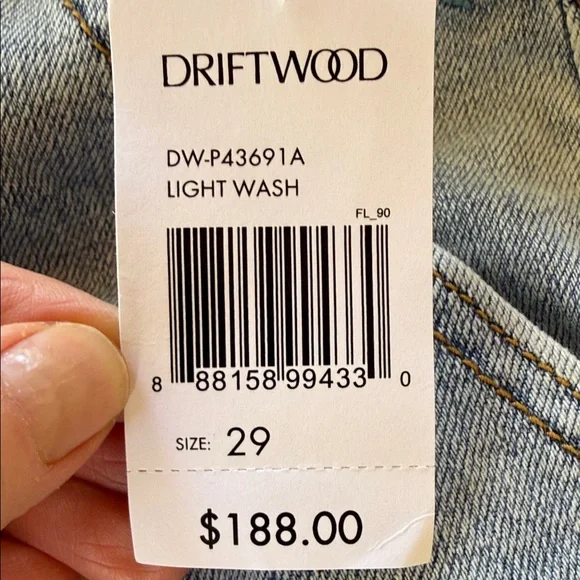 DRIFTWOOD
DW-P43691A
LIGHT WASH
FL_90
8 88158 99433 0
SIZE: 29
$188.00